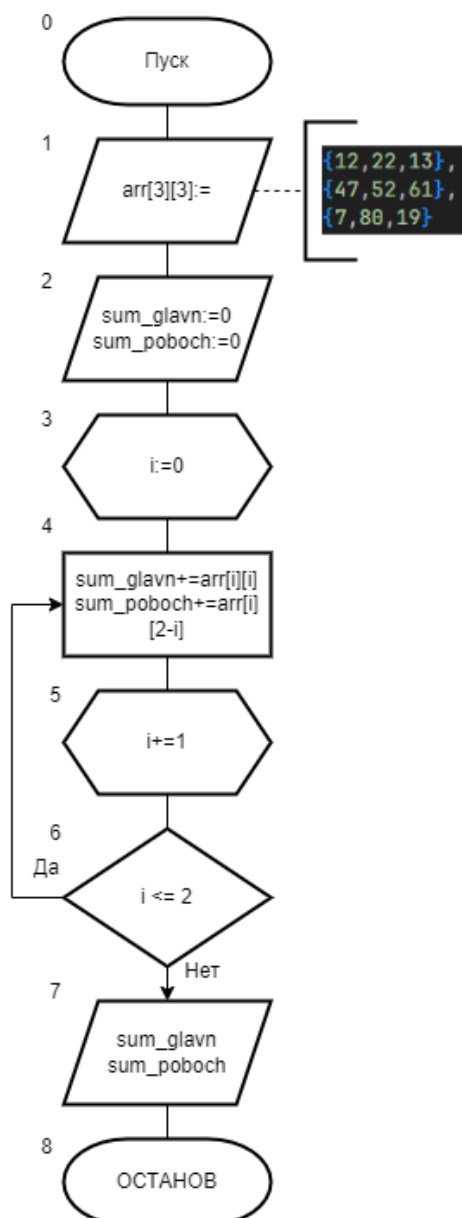 0
Пуск
1
arr[3][3]:=
{12,22,13},
{47,52,61},
{7,80,19}
2
sum_glavn:=0
sum_poboch:=0
3
i:=0
4
sum_glavn+=arr[i][i]
sum_poboch+=arr[i]
[2-i]
5
i+=1
6
Да
i <= 2
Нет
7
sum_glavn
sum_poboch
8
ОСТАНОВ